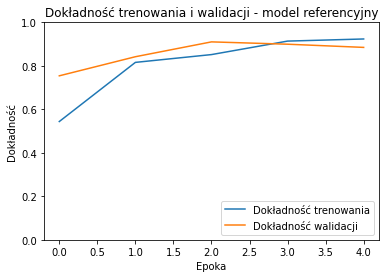 Dokładność trenowania i walidacji - model referencyjny
1.0
0.8
0.6
0.4
0.2
0.0
Dokładność
0.0 0.5 1.0 1.5 2.0 2.5 3.0 3.5 4.0
Epoka
Dokładność trenowania
Dokładność walidacji